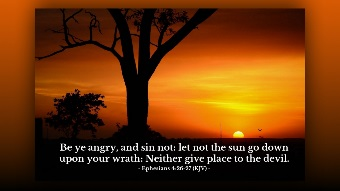 Be ye angry, and sin not: let not the sun go down
upon your wrath: Neither give place to the devil.
- Ephesians 4:26-27 (KJV) -